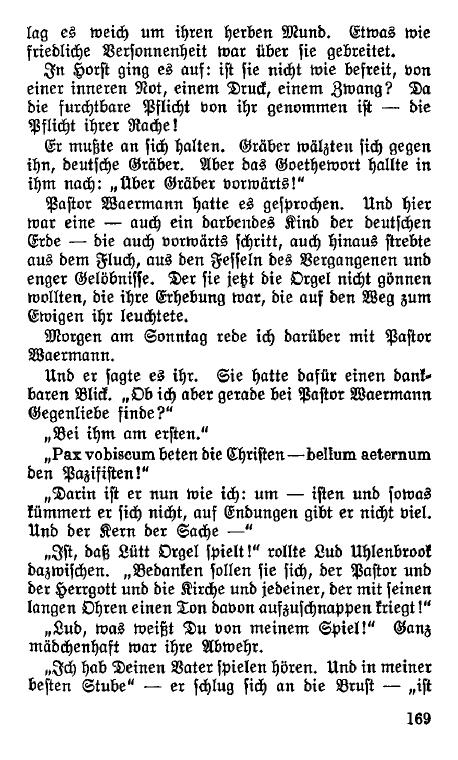 lag es weich um ihren herben Mund. Etwas wie
friedliche Versonnenheit war über sie gebreitet.
In Horst ging es auf: ist sie nicht wie befreit, von
einer inneren Not, einem Druck, einem Zwang? Da
die furchtbare Pflicht von ihr genommen ist — die
Pflicht ihrer Rache!
Er mußte an sich halten. Gräber wälzten sich gegen
ihn, deutsche Gräber. Aber das Goethewort hallte in
ihm nach: „Über Gräber vorwärts!“
Pastor Waermann hatte es gesprochen. Und hier
war eine — auch ein darbendes Kind der deutschen
Erde — die auch vorwärts schritt, auch hinaus strebte
aus dem Fluch, aus den Fesseln des Vergangenen und
enger Gelöbnisse. Der sie jetzt die Orgel nicht gönnen
wollten, die ihre Erhebung war, die auf den Weg zum
Ewigen ihr leuchtete.
Morgen am Sonntag rede ich darüber mit Pastor
Waermann.
Und er sagte es ihr. Sie hatte dafür einen dank-
baren Blick. „Ob ich aber gerade bei Pastor Waermann
Gegenliebe finde?“
„Bei ihm am ersten.“
„Pax vobiscum beten die Christen — bellum aeternum
den Pazifisten!“
„Darin ist er nun wie ich: um — isten und sowas
kümmert er sich nicht, auf Endungen gibt er nicht viel.
Und der Kern der Sache —“
„Ist, daß Lütt Orgel spielt!“ rollte Lud Uhlenbrook
dazwischen. „Bedanken sollen sie sich, der Pastor und
der Herrgott und die Kirche und jedeiner, der mit seinen
langen Ohren einen Ton davon aufzuschnappen kriegt!“
„Lud, was weißt Du von meinem Spiel!“ Ganz
mädchenhaft war ihre Abwehr.
„Ich hab Deinen Vater spielen hören. Und in meiner
besten Stube“ — er schlug sich an die Brust — „ist
169